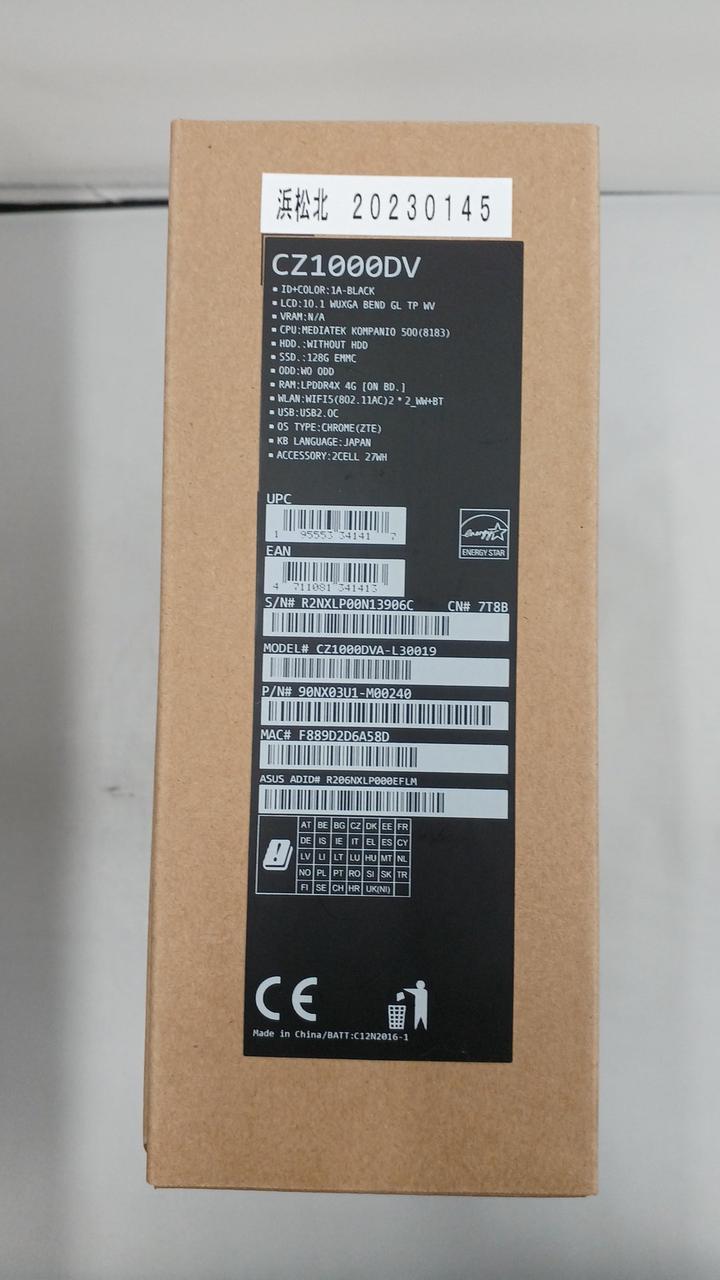 浜松北 20230145
CZ1000DV
▪ ID+COLOR:1A-BLACK
▪ LCD:10.1 WUXGA BEND GL TP WV
▪ VRAM:N/A
▪ CPU:MEDIATEK KOMPANIO 500(8183)
▪ HDD.:WITHOUT HDD
▪ SSD.:128G EMMC
▪ ODD:WO ODD
▪ RAM:LPDDR4X 4G [ON BD.]
▪ WLAN:WIFI5(802.11AC)2*2_WW+BT
▪ USB:USB2.0C
▪ OS TYPE:CHROME(ZTE)
▪ KB LANGUAGE:JAPAN
▪ ACCESSORY:2CELL 27WH
UPC
1 95553 34141 7
energy
ENERGY STAR
EAN
4 711081 341413
S/N# R2NXLP00N13906C CN# 7T8B
MODEL# CZ1000DVA-L30019
P/N# 90NX03U1-M00240
MAC# F889D2D6A58D
ASUS ADID# R206NXLP000EFLM
AT BE BG CZ DK EE FR
DE IS IE IT EL ES CY
LV LI LT LU HU MT NL
NO PL PT RO SI SK TR
FI SE CH HR UK(NI)
CE
Made in China/BATT:C12N2016-1